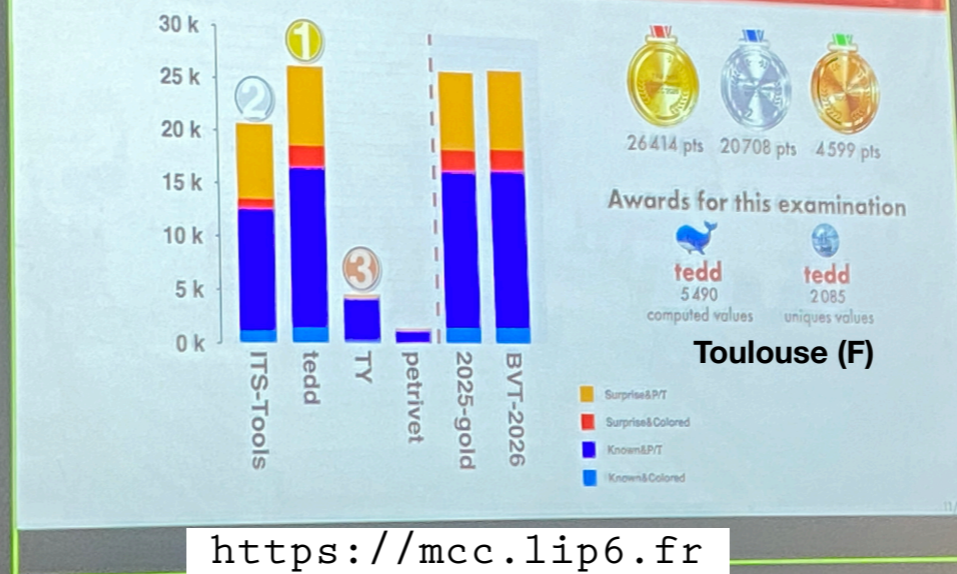 30 k
25 k
20 k
15 k
10 k
5 k
0 k
1
2
3
ITS-Tools
tedd
TY
petrivet
2025-gold
BVT-2026
26 414 pts 20 708 pts 4 599 pts
Awards for this examination
tedd tedd
5 490 2 085
computed values uniques values
Toulouse (F)
Surprise&P/T
Surprise&Colored
Known&P/T
Known&Colored
https://mcc.lip6.fr